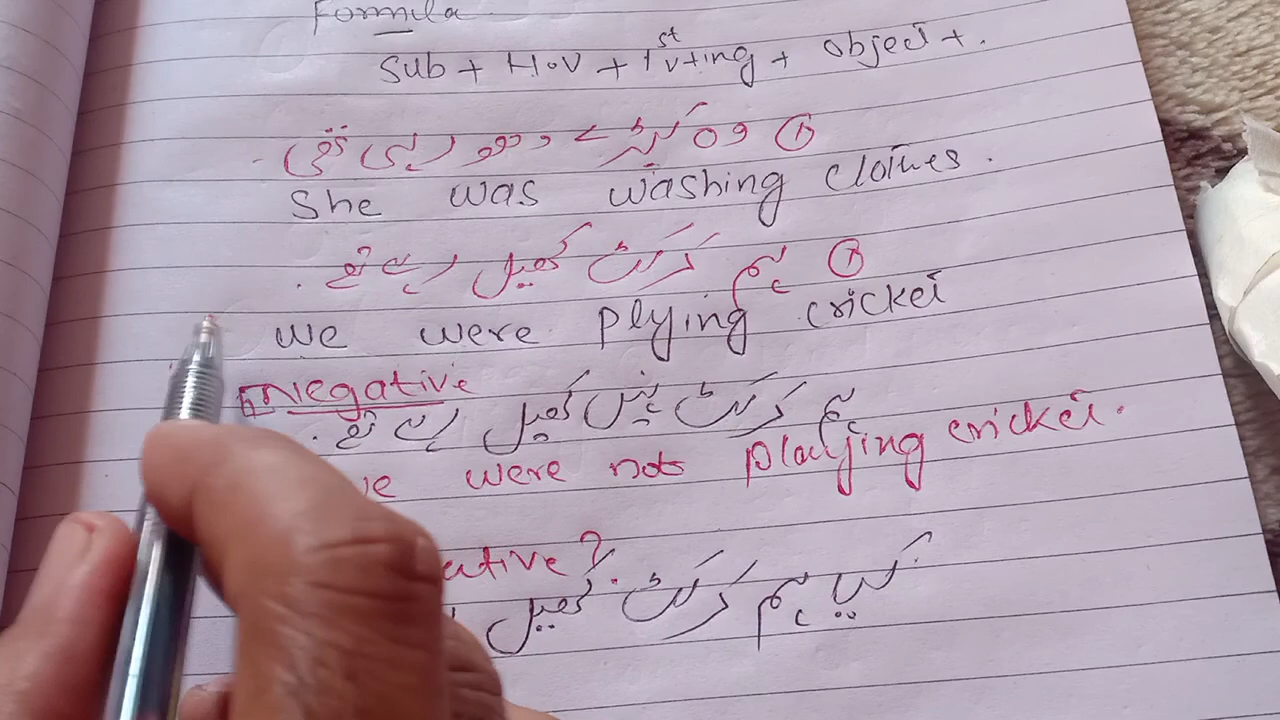 Formula
Sub + H.V + 1st v+ing + object + .
① وہ کپڑے دھو رہی تھی ۔
She was washing clothes .
② ہم کرکٹ کھیل رہے تھے ۔
we were plying cricket
Negative
ہم کرکٹ نہیں کھیل رہے تھے ۔
were not playing cricket .
ative ?
کیا ہم کرکٹ کھیل